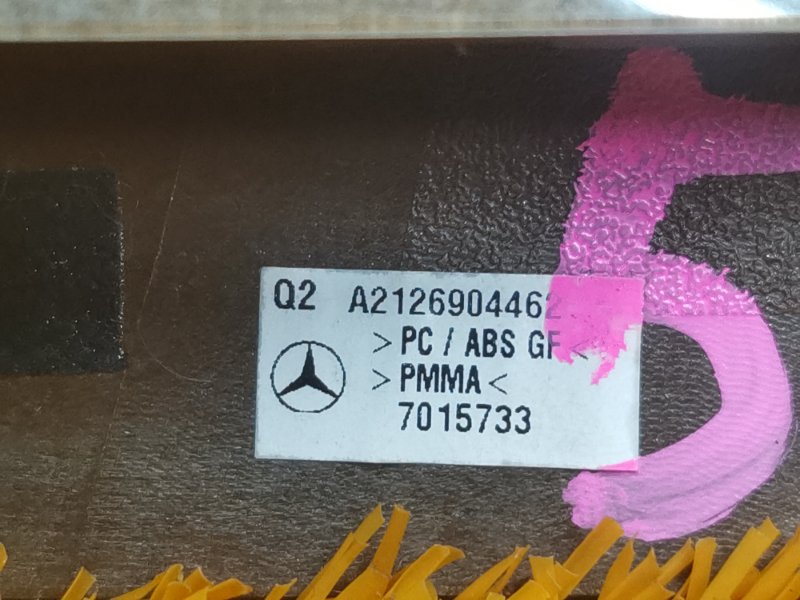 Q2 A2126904462
>PC / ABS GF<
>PMMA<
7015733
5